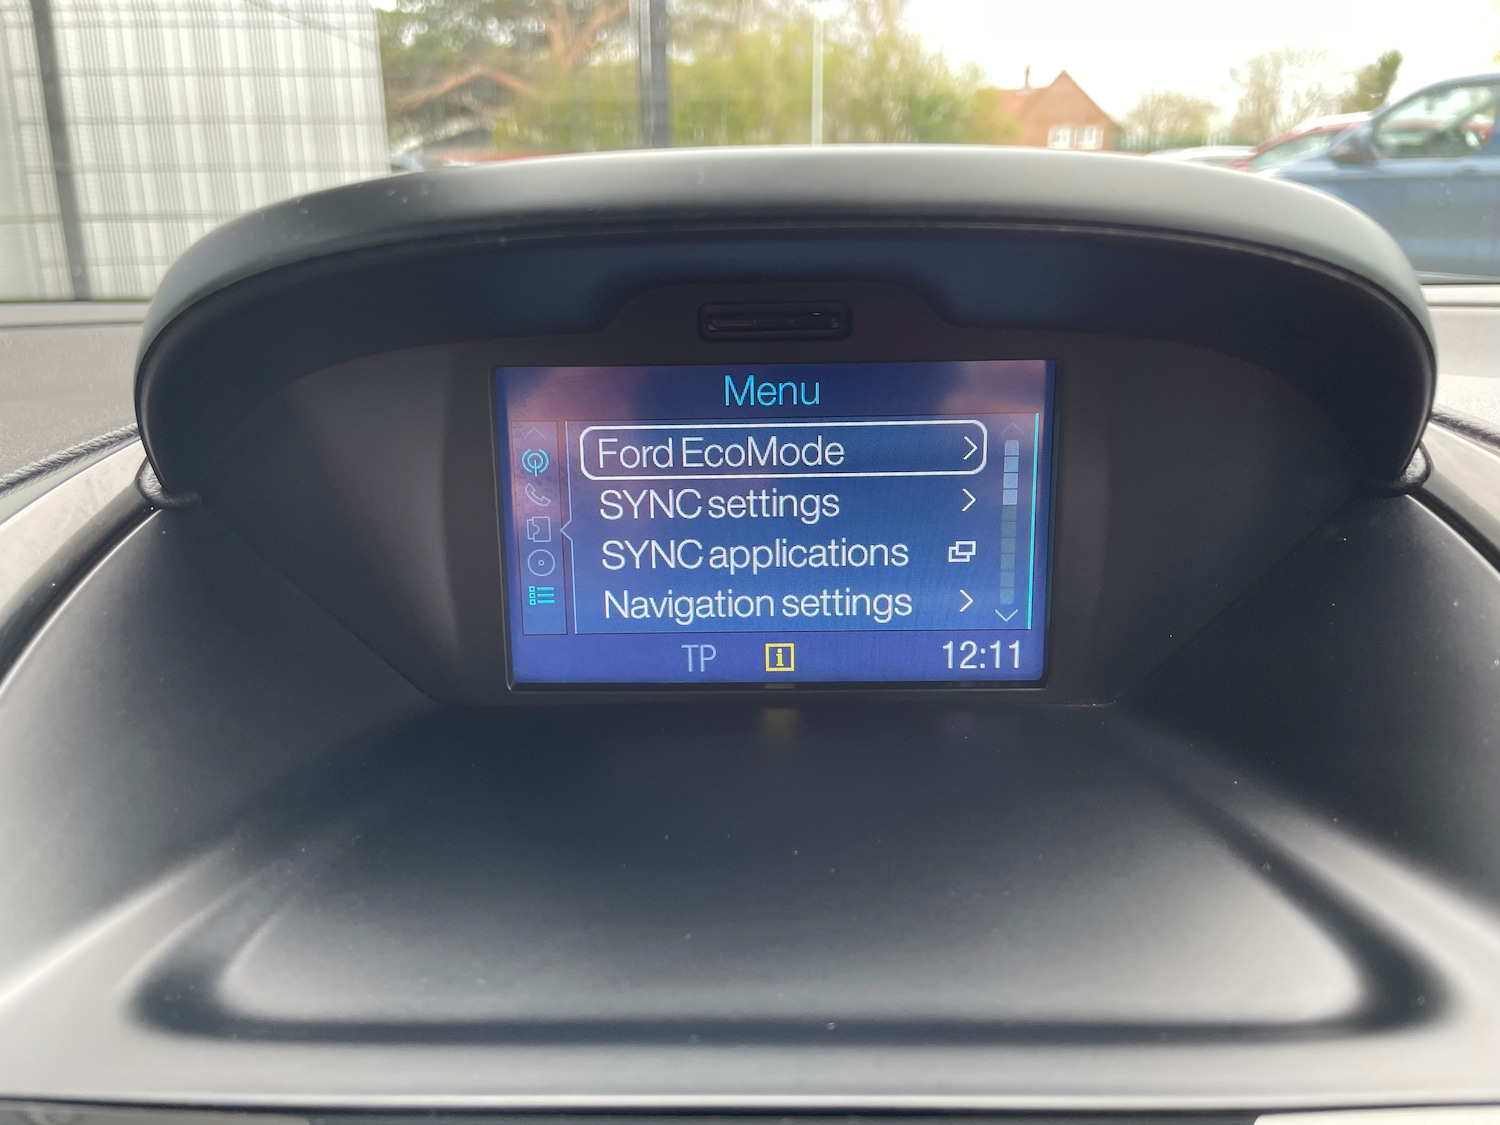 Menu
Ford EcoMode
SYNC settings
SYNC applications
Navigation settings
TP i 12:11